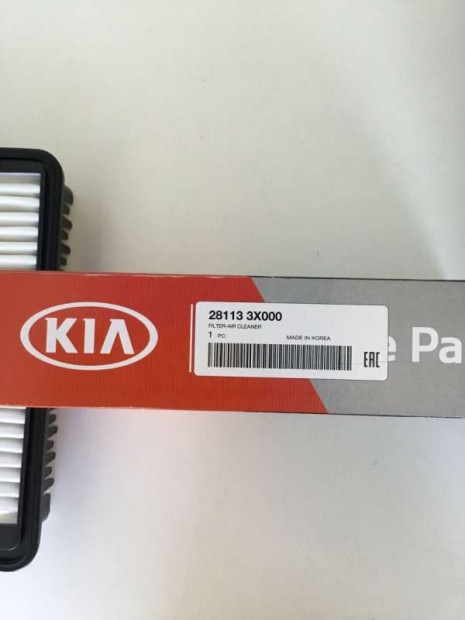 KIA
28113 3X000
FILTER-AIR CLEANER
1 PC MADE IN KOREA
EAC
e Pa